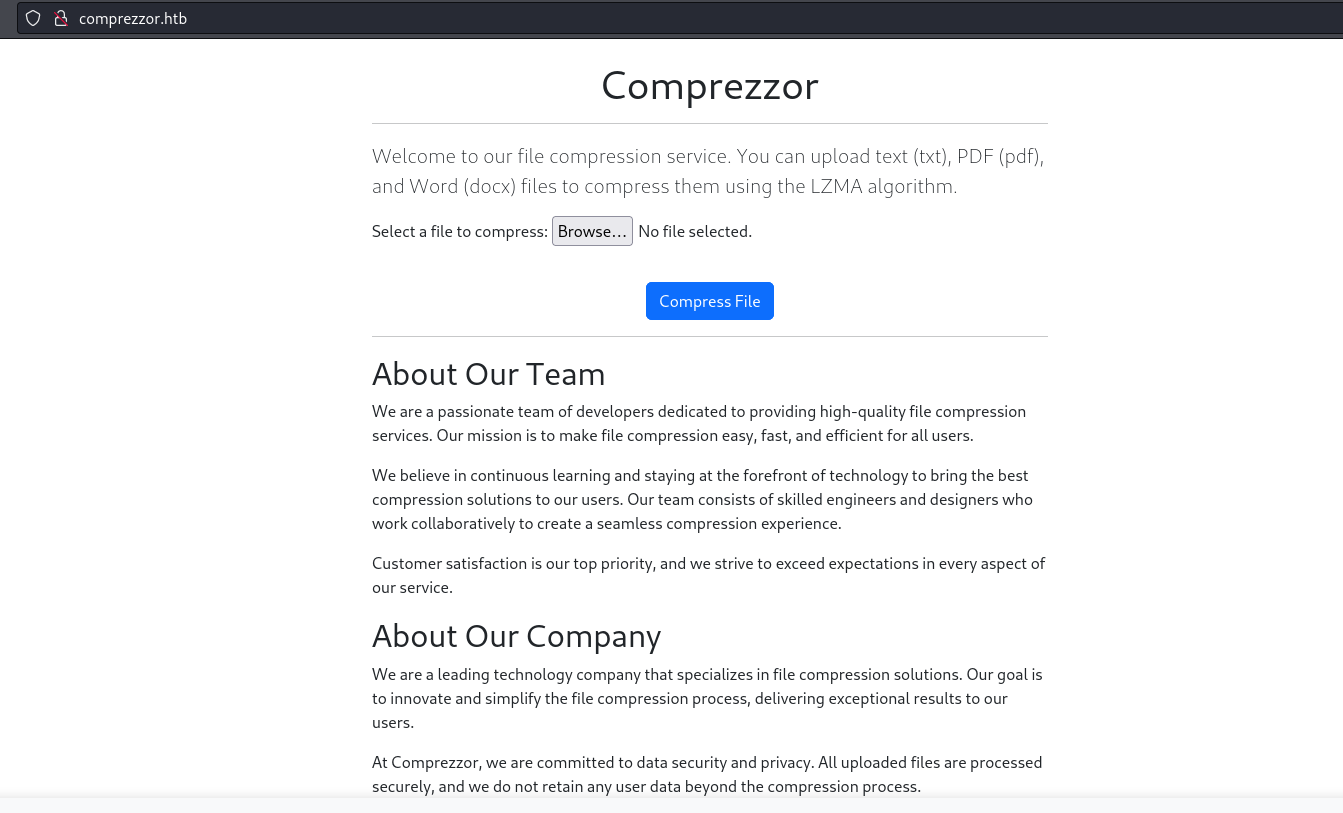 comprezzor.htb
Comprezzor
Welcome to our file compression service. You can upload text (txt), PDF (pdf),
and Word (docx) files to compress them using the LZMA algorithm.
Select a file to compress: Browse… No file selected.
Compress File
About Our Team
We are a passionate team of developers dedicated to providing high-quality file compression
services. Our mission is to make file compression easy, fast, and efficient for all users.
We believe in continuous learning and staying at the forefront of technology to bring the best
compression solutions to our users. Our team consists of skilled engineers and designers who
work collaboratively to create a seamless compression experience.
Customer satisfaction is our top priority, and we strive to exceed expectations in every aspect of
our service.
About Our Company
We are a leading technology company that specializes in file compression solutions. Our goal is
to innovate and simplify the file compression process, delivering exceptional results to our
users.
At Comprezzor, we are committed to data security and privacy. All uploaded files are processed
securely, and we do not retain any user data beyond the compression process.